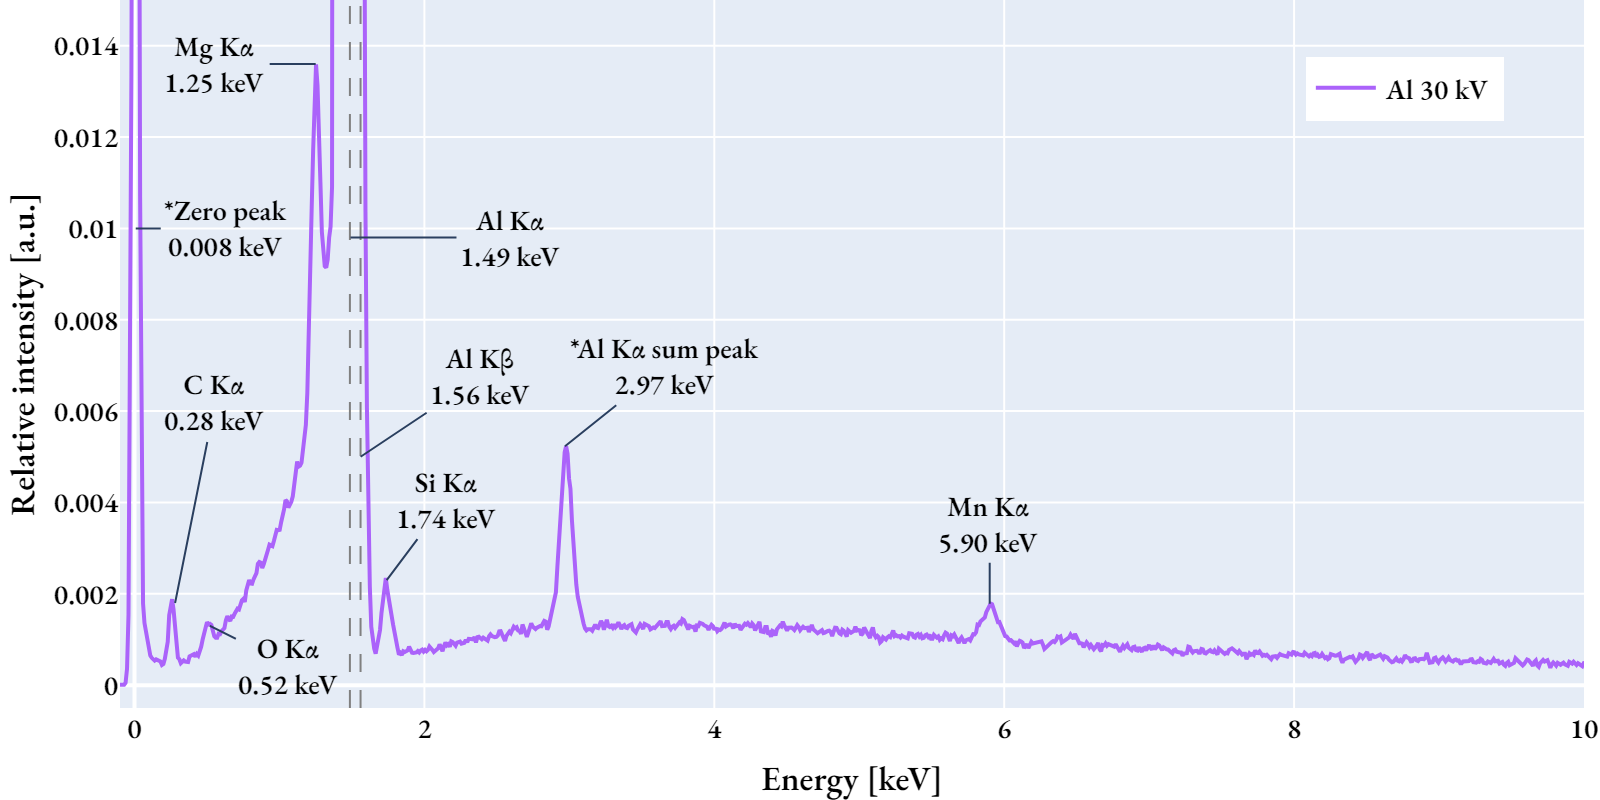 0.014
0.012
0.01
0.008
0.006
0.004
0.002
0
Relative intensity [a.u.]
Mg Kα
1.25 keV
*Zero peak
0.008 keV
C Kα
0.28 keV
O Kα
0.52 keV
Al Kα
1.49 keV
Al Kβ
1.56 keV
Si Kα
1.74 keV
*Al Kα sum peak
2.97 keV
Mn Kα
5.90 keV
Al 30 kV
0 2 4 6 8 10
Energy [keV]